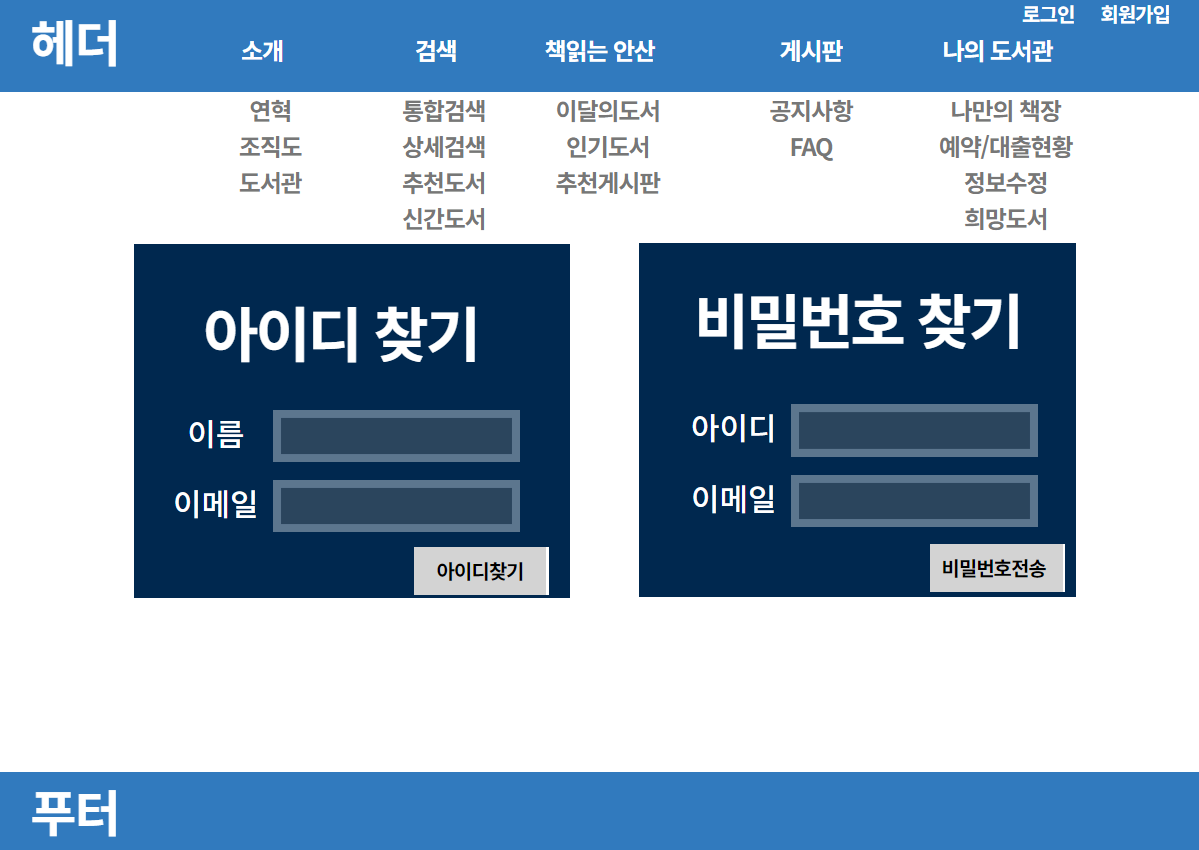 로그인 회원가입
헤더
소개 검색 책읽는 안산 게시판 나의 도서관
연혁 통합검색 이달의도서 공지사항 나만의 책장
조직도 상세검색 인기도서 FAQ 예약/대출현황
도서관 추천도서 추천게시판 정보수정
신간도서 희망도서
아이디 찾기
이름
이메일
아이디찾기
비밀번호 찾기
아이디
이메일
비밀번호전송
푸터